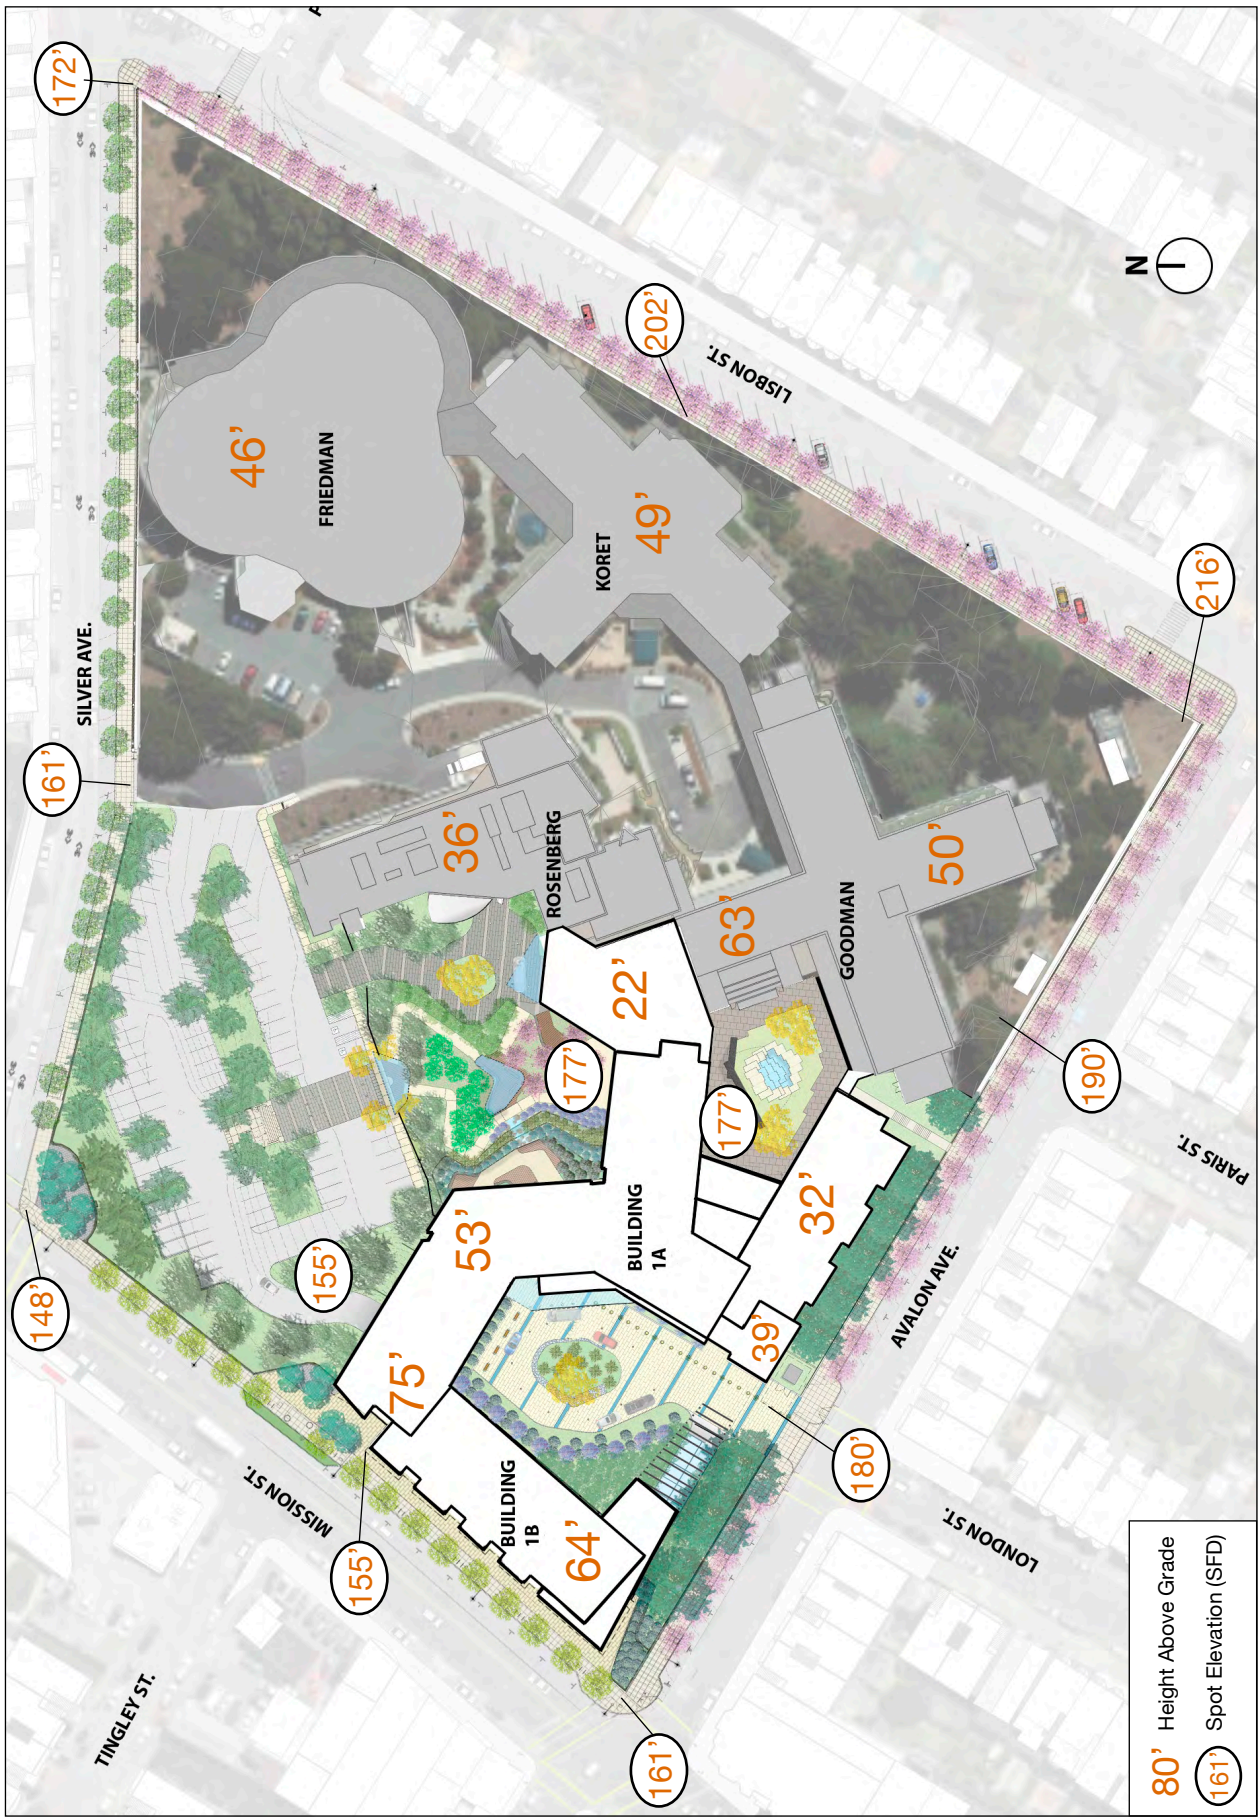 148'
172'
161'
SILVER AVE.
TINGLEY ST.
46'
MISSION ST.
FRIEDMAN
155'
155'
75'
36'
53'
BUILDING
1B
ROSENBERG
177'
64'
KORET
22'
BUILDING
1A
49'
202'
161'
177'
63'
LISBON ST.
39'
32'
GOODMAN
180'
AVALON AVE.
50'
LONDON ST.
190'
N
216'
PARIS ST.
80' Height Above Grade
161' Spot Elevation (SFD)